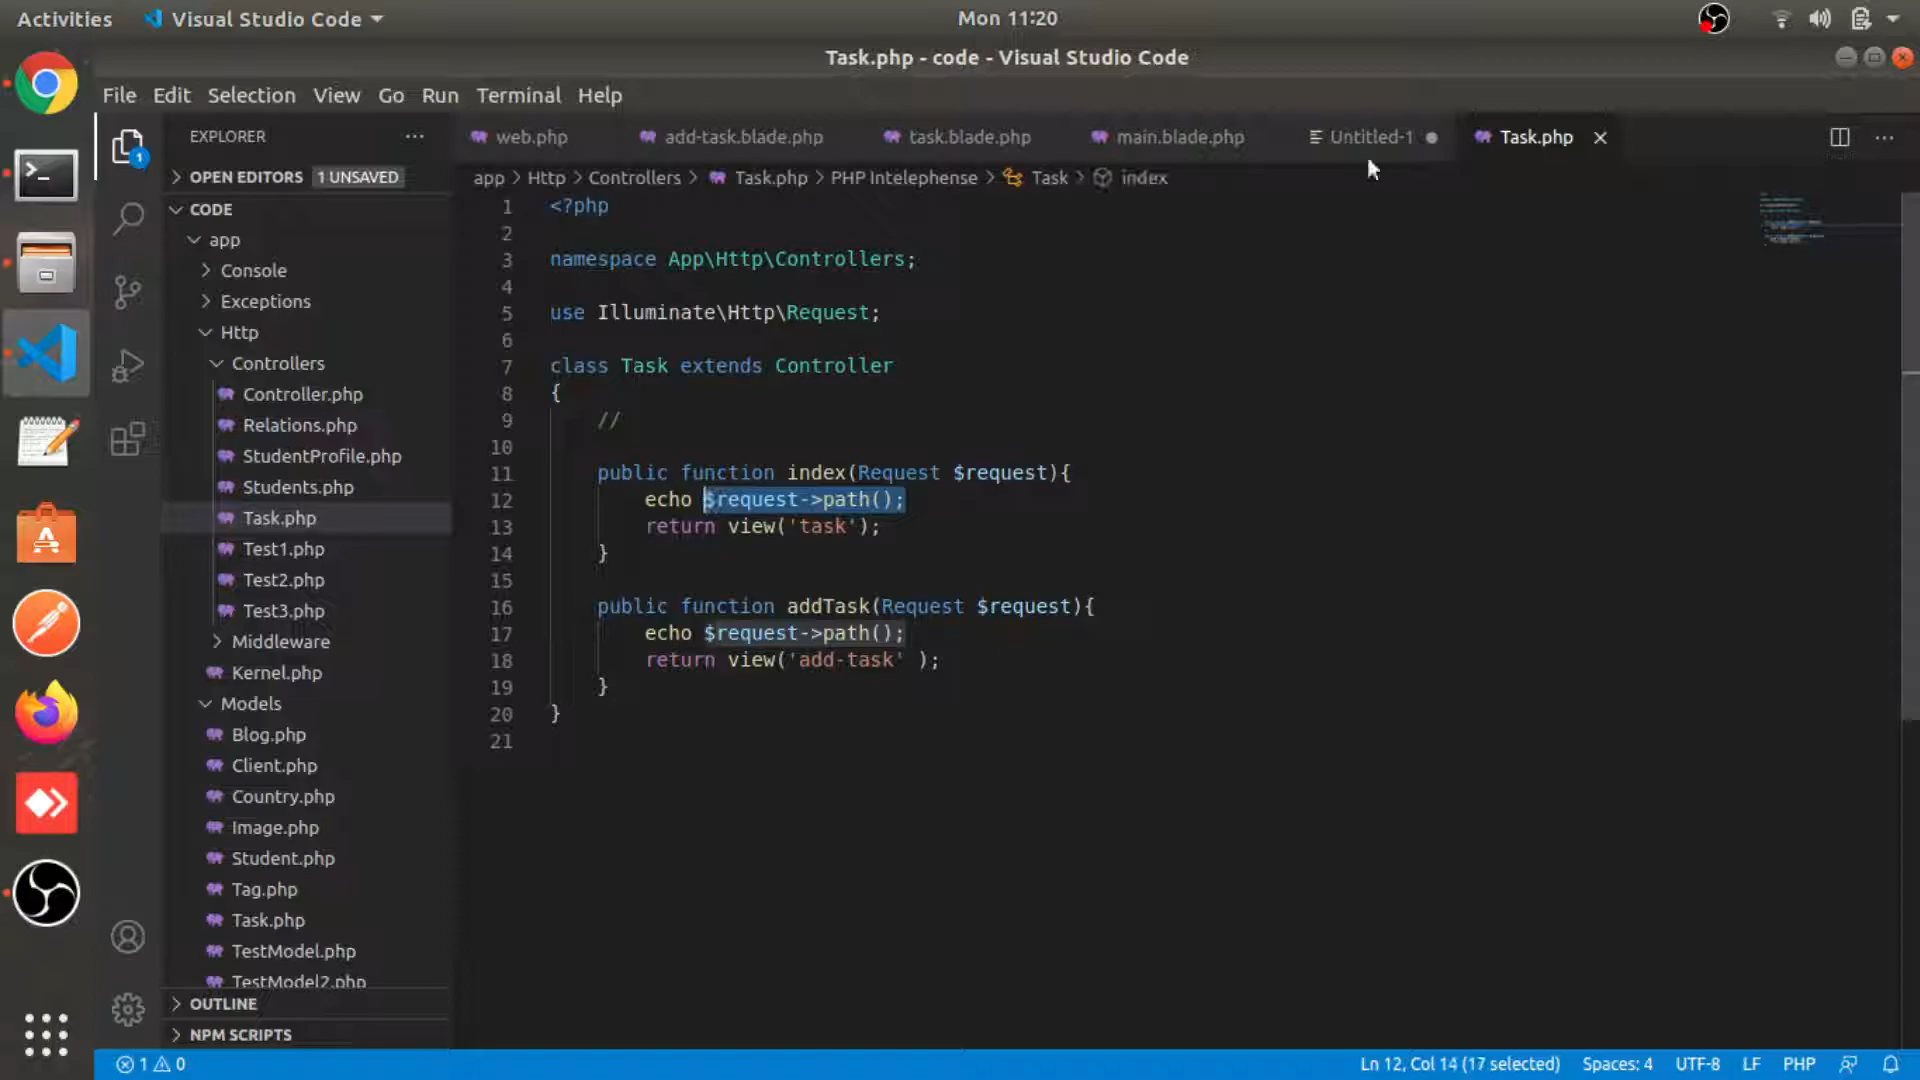 Activities Visual Studio Code Mon 11:20
Task.php - code - Visual Studio Code
File Edit Selection View Go Run Terminal Help
EXPLORER
web.php add-task.blade.php task.blade.php main.blade.php Untitled-1 Task.php
OPEN EDITORS 1 UNSAVED
app > Http > Controllers > Task.php > PHP Intelephense > Task > index
CODE
app
Console
Exceptions
Http
Controllers
Controller.php
Relations.php
StudentProfile.php
Students.php
Task.php
Test1.php
Test2.php
Test3.php
Middleware
Kernel.php
Models
Blog.php
Client.php
Country.php
Image.php
Student.php
Tag.php
Task.php
TestModel.php
TestModel2.php
OUTLINE
NPM SCRIPTS
1
1 <?php
2
3 namespace App\Http\Controllers;
4
5 use Illuminate\Http\Request;
6
7 class Task extends Controller
8 {
9 //
10
11 public function index(Request $request){
12 echo $request->path();
13 return view('task');
14 }
15
16 public function addTask(Request $request){
17 echo $request->path();
18 return view('add-task' );
19 }
20 }
21
1 0 Ln 12, Col 14 (17 selected) Spaces: 4 UTF-8 LF PHP